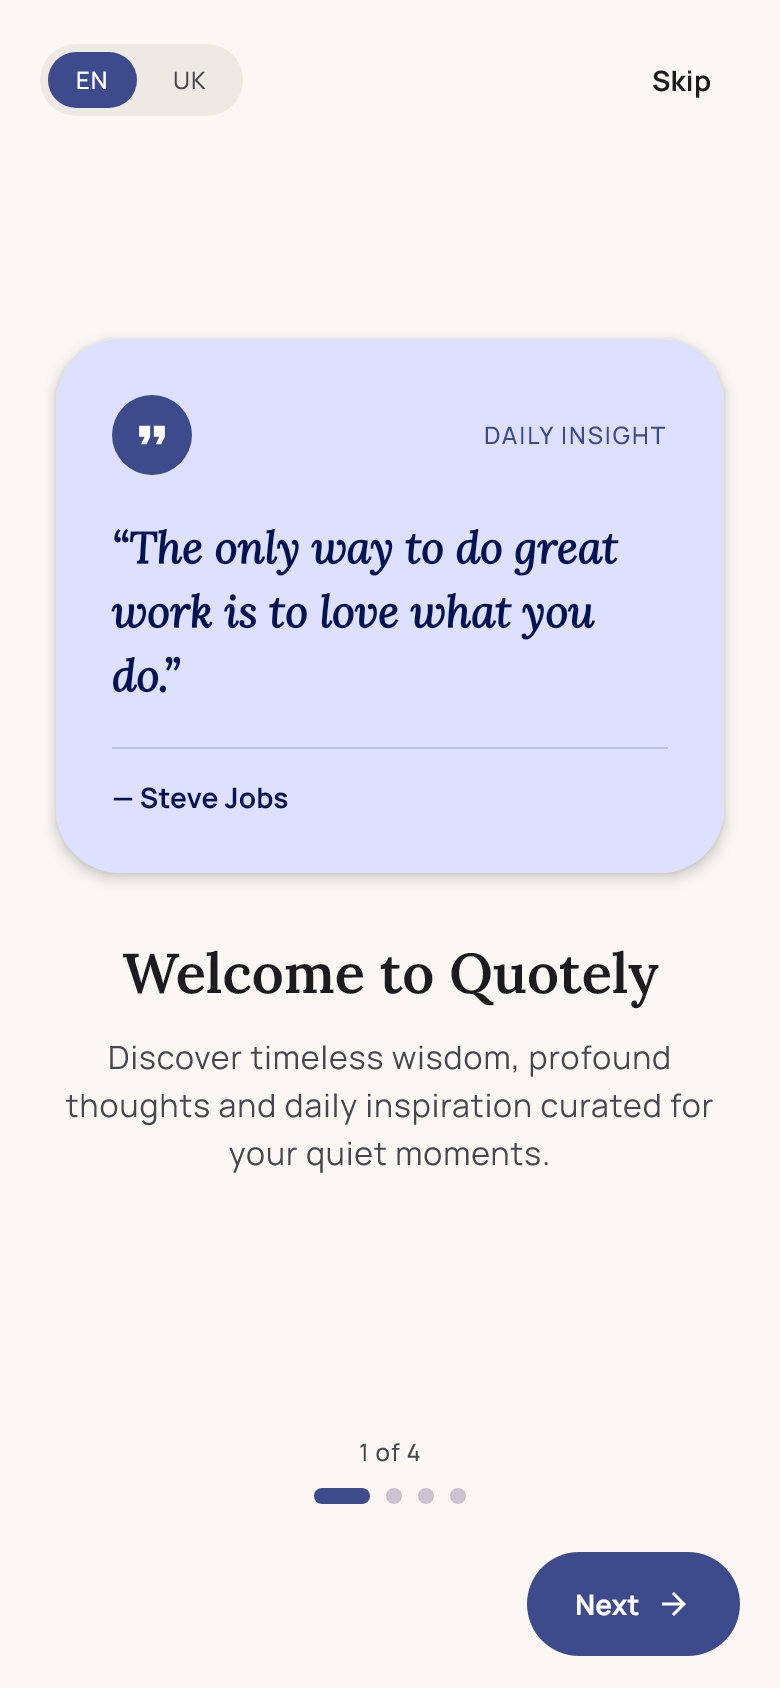 EN UK
Skip
DAILY INSIGHT
“The only way to do great
work is to love what you
do.”
— Steve Jobs
Welcome to Quotely
Discover timeless wisdom, profound
thoughts and daily inspiration curated for
your quiet moments.
1 of 4
Next